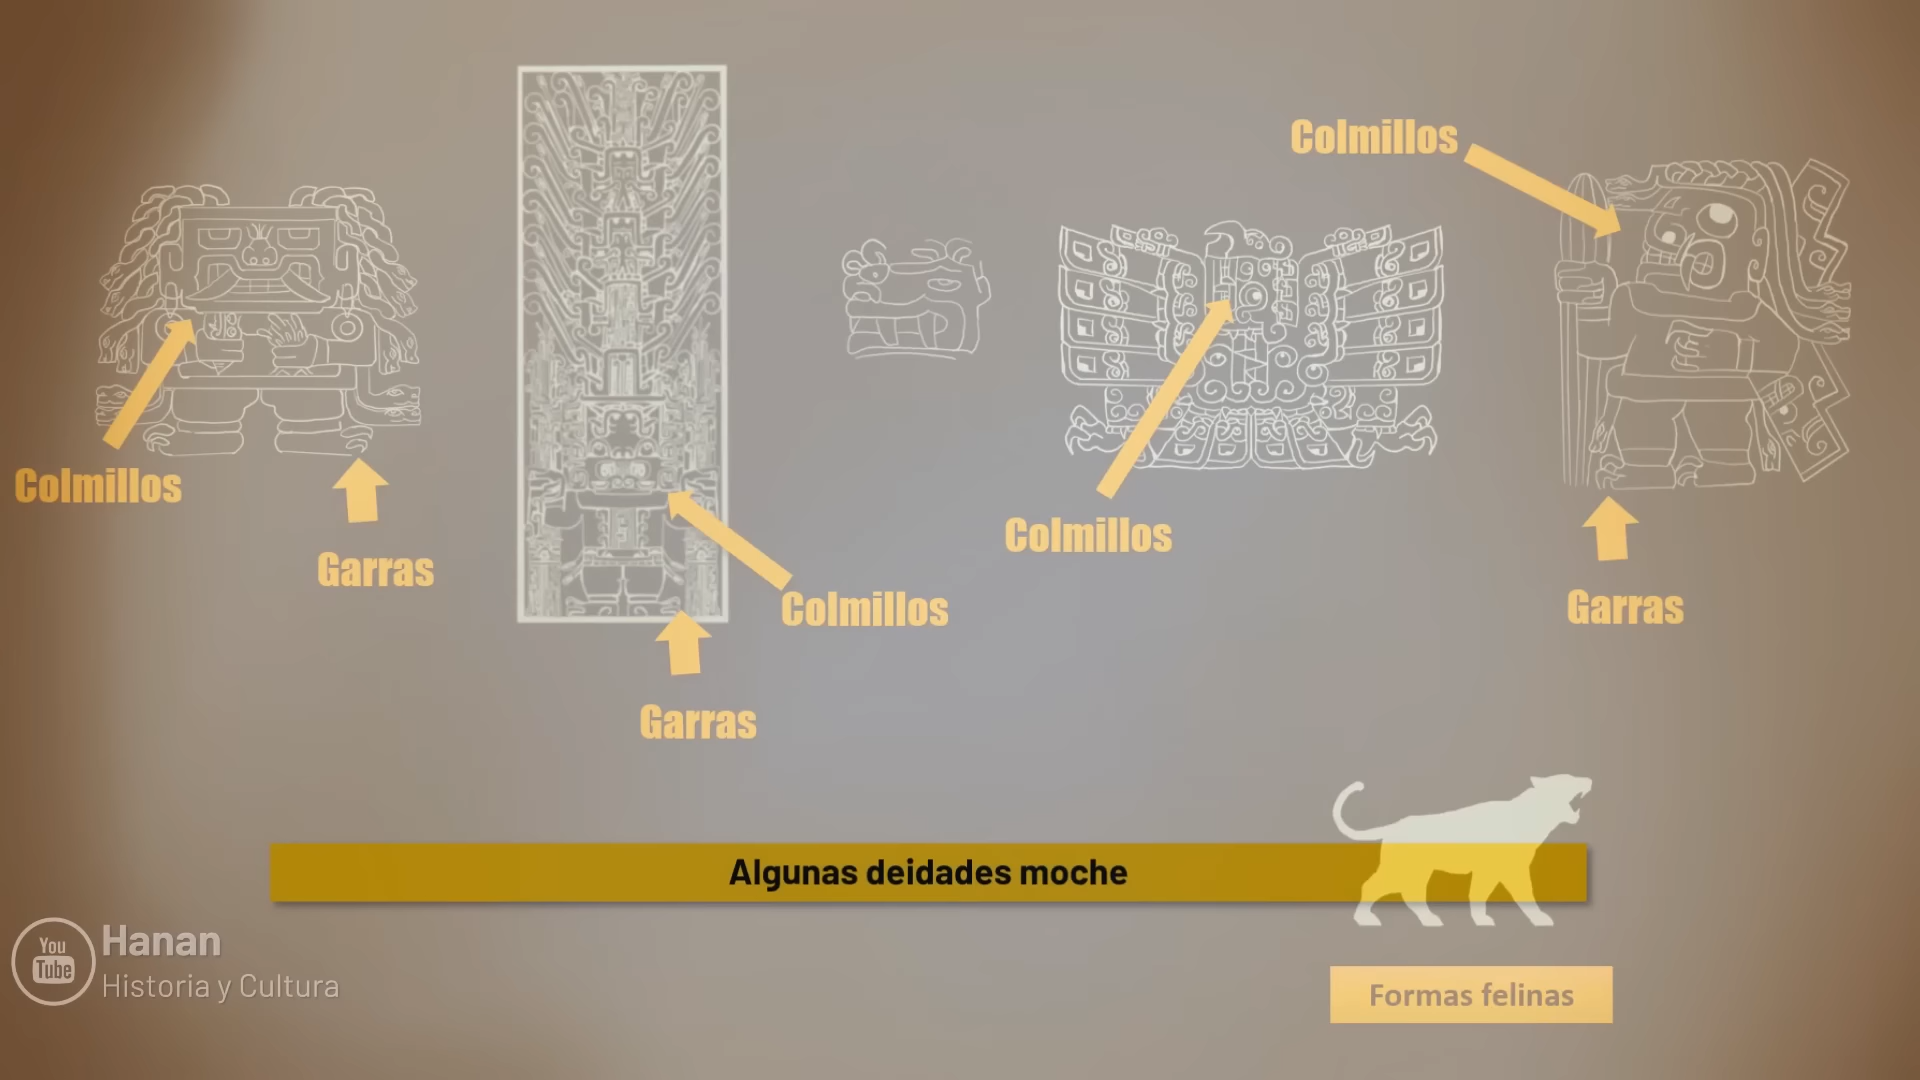 Colmillos
Colmillos
Garras
Colmillos
Colmillos
Garras
Garras
Algunas deidades moche
You
Tube
Hanan
Historia y Cultura
Formas felinas